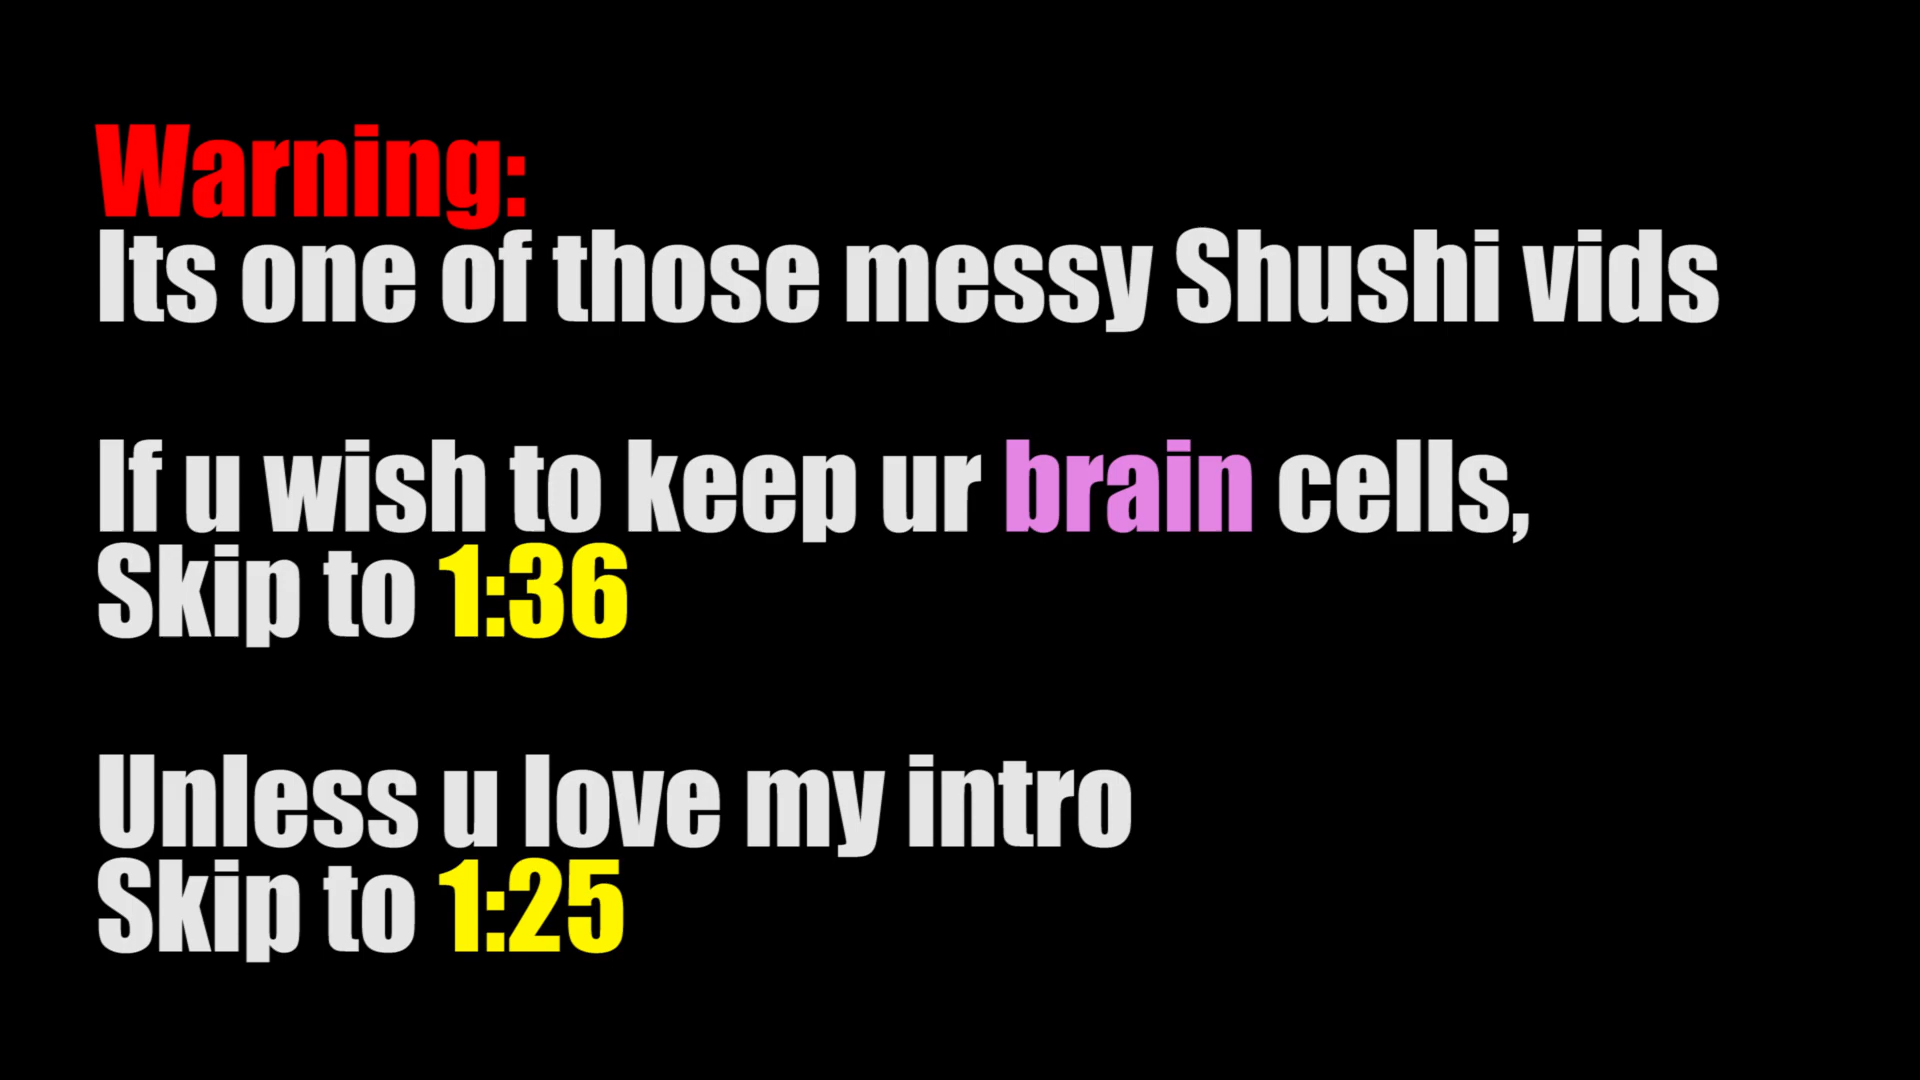 Warning:
Its one of those messy Shushi vids
If u wish to keep ur brain cells,
Skip to 1:36
Unless u love my intro
Skip to 1:25